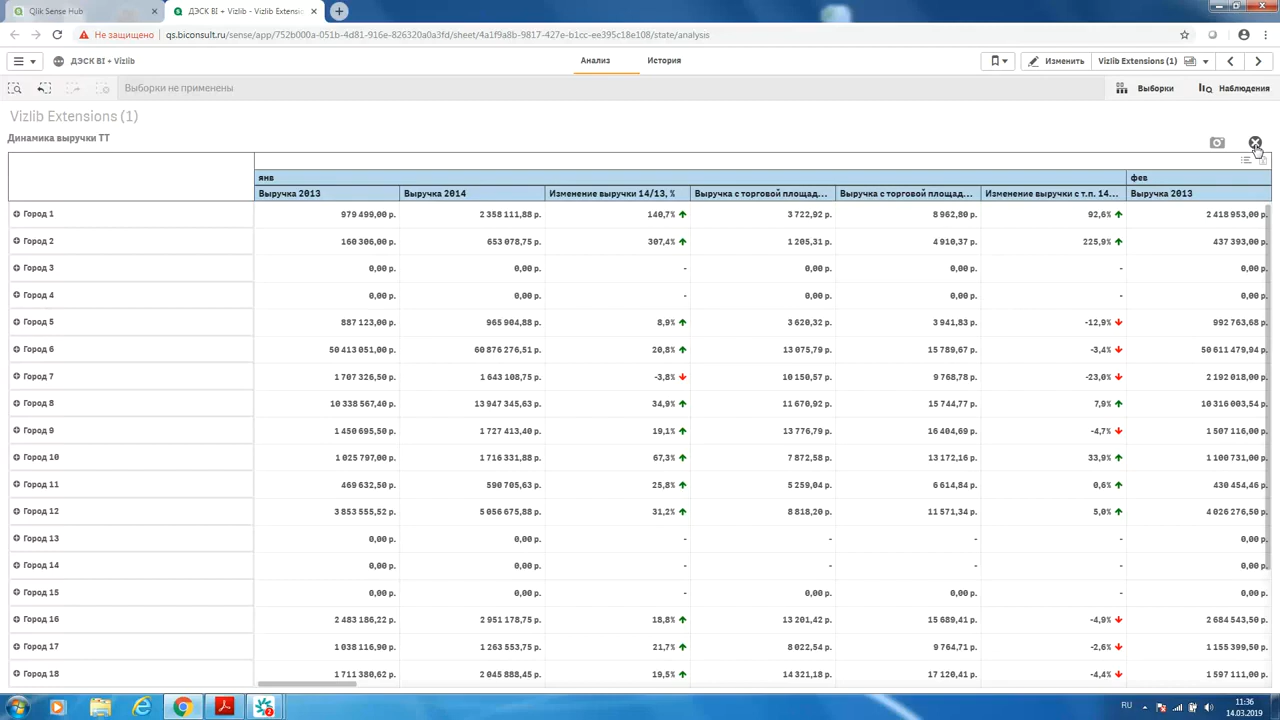 Qlik Sense Hub
ДЭСК BI + Vizlib - Vizlib Extens
Не защищено
qs.biconsult.ru/sense/app/752b000a-051b-4d81-916e-826320a0a3fd/sheet/4a1f9a8b-9817-427e-b1cc-ee395c18e108/state/analysis
ДЭСК BI + Vizlib
Анализ
История
Изменить
Vizlib Extensions (1)
Выборки не применены
Выборки
Наблюдения
Vizlib Extensions (1)
Динамика выручки ТТ
янв фев
Выручка 2013 Выручка 2014 Изменение выручки 14/13, % Выручка с торговой площад... Выручка с торговой площад... Изменение выручки с т.п. 14... Выручка 2013
Город 1 979 499,00 р. 2 358 111,88 р. 140,7% 3 722,92 р. 8 962,80 р. 92,6% 2 418 953,00 р.
Город 2 160 306,00 р. 653 078,75 р. 307,4% 1 205,31 р. 4 910,37 р. 225,9% 437 393,00 р.
Город 3 0,00 р. 0,00 р. - 0,00 р. 0,00 р. - 0,00 р.
Город 4 0,00 р. 0,00 р. - 0,00 р. 0,00 р. - 0,00 р.
Город 5 887 123,00 р. 965 904,88 р. 8,9% 3 620,32 р. 3 941,83 р. -12,9% 992 763,68 р.
Город 6 50 413 051,00 р. 60 876 276,51 р. 20,8% 13 075,79 р. 15 789,67 р. -3,4% 50 611 479,94 р.
Город 7 1 707 326,50 р. 1 643 108,75 р. -3,8% 10 150,57 р. 9 768,78 р. -23,0% 2 192 018,00 р.
Город 8 10 338 567,40 р. 13 947 345,63 р. 34,9% 11 670,92 р. 15 744,77 р. 7,9% 10 316 003,54 р.
Город 9 1 450 695,50 р. 1 727 413,40 р. 19,1% 13 776,79 р. 16 404,69 р. -4,7% 1 507 116,00 р.
Город 10 1 025 797,00 р. 1 716 331,88 р. 67,3% 7 872,58 р. 13 172,16 р. 33,9% 1 100 731,00 р.
Город 11 469 632,50 р. 590 705,63 р. 25,8% 5 259,04 р. 6 614,84 р. 0,6% 430 454,46 р.
Город 12 3 853 555,52 р. 5 056 675,88 р. 31,2% 8 818,20 р. 11 571,34 р. 5,0% 4 026 276,50 р.
Город 13 0,00 р. 0,00 р. - - - - 0,00 р.
Город 14 0,00 р. 0,00 р. - - - - 0,00 р.
Город 15 0,00 р. 0,00 р. - 0,00 р. 0,00 р. - 0,00 р.
Город 16 2 483 186,22 р. 2 951 178,75 р. 18,8% 13 201,42 р. 15 689,41 р. -4,9% 2 684 543,50 р.
Город 17 1 038 116,90 р. 1 263 553,75 р. 21,7% 8 022,54 р. 9 764,71 р. -2,6% 1 155 399,50 р.
Город 18 1 711 380,62 р. 2 045 888,45 р. 19,5% 14 321,18 р. 17 120,41 р. -4,4% 1 597 111,00 р.
RU
11:36
14.03.2019